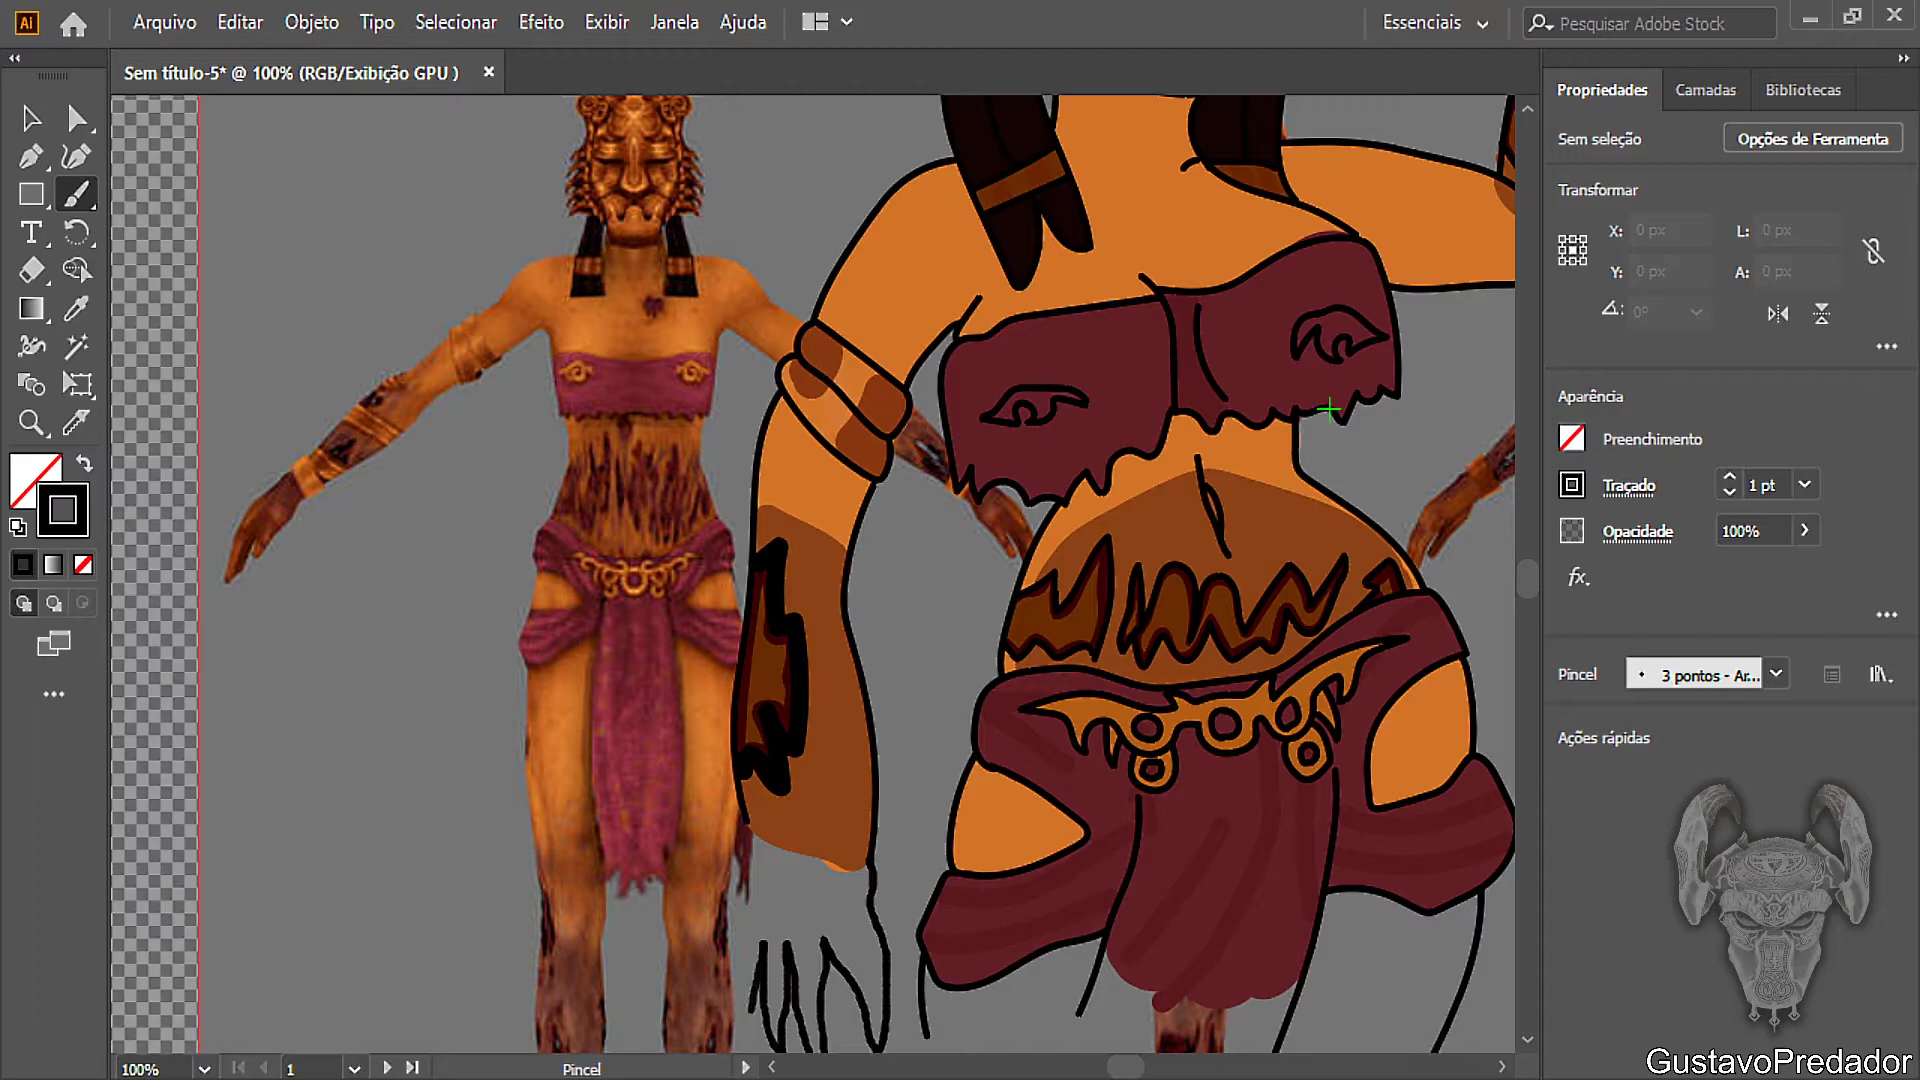 Ai Arquivo Editar Objeto Tipo Selecionar Efeito Exibir Janela Ajuda Essenciais Pesquisar Adobe Stock
Sem título-5* @ 100% (RGB/Exibição GPU )
Propriedades Camadas Bibliotecas
Sem seleção Opções de Ferramenta
Transformar
X: 0 px L: 0 px
Y: 0 px A: 0 px
0°
Aparência
Preenchimento
Traçado 1 pt
Opacidade 100%
fx.
Pincel 3 pontos - Ar...
Ações rápidas
100% 1 Pincel
GustavoPredador